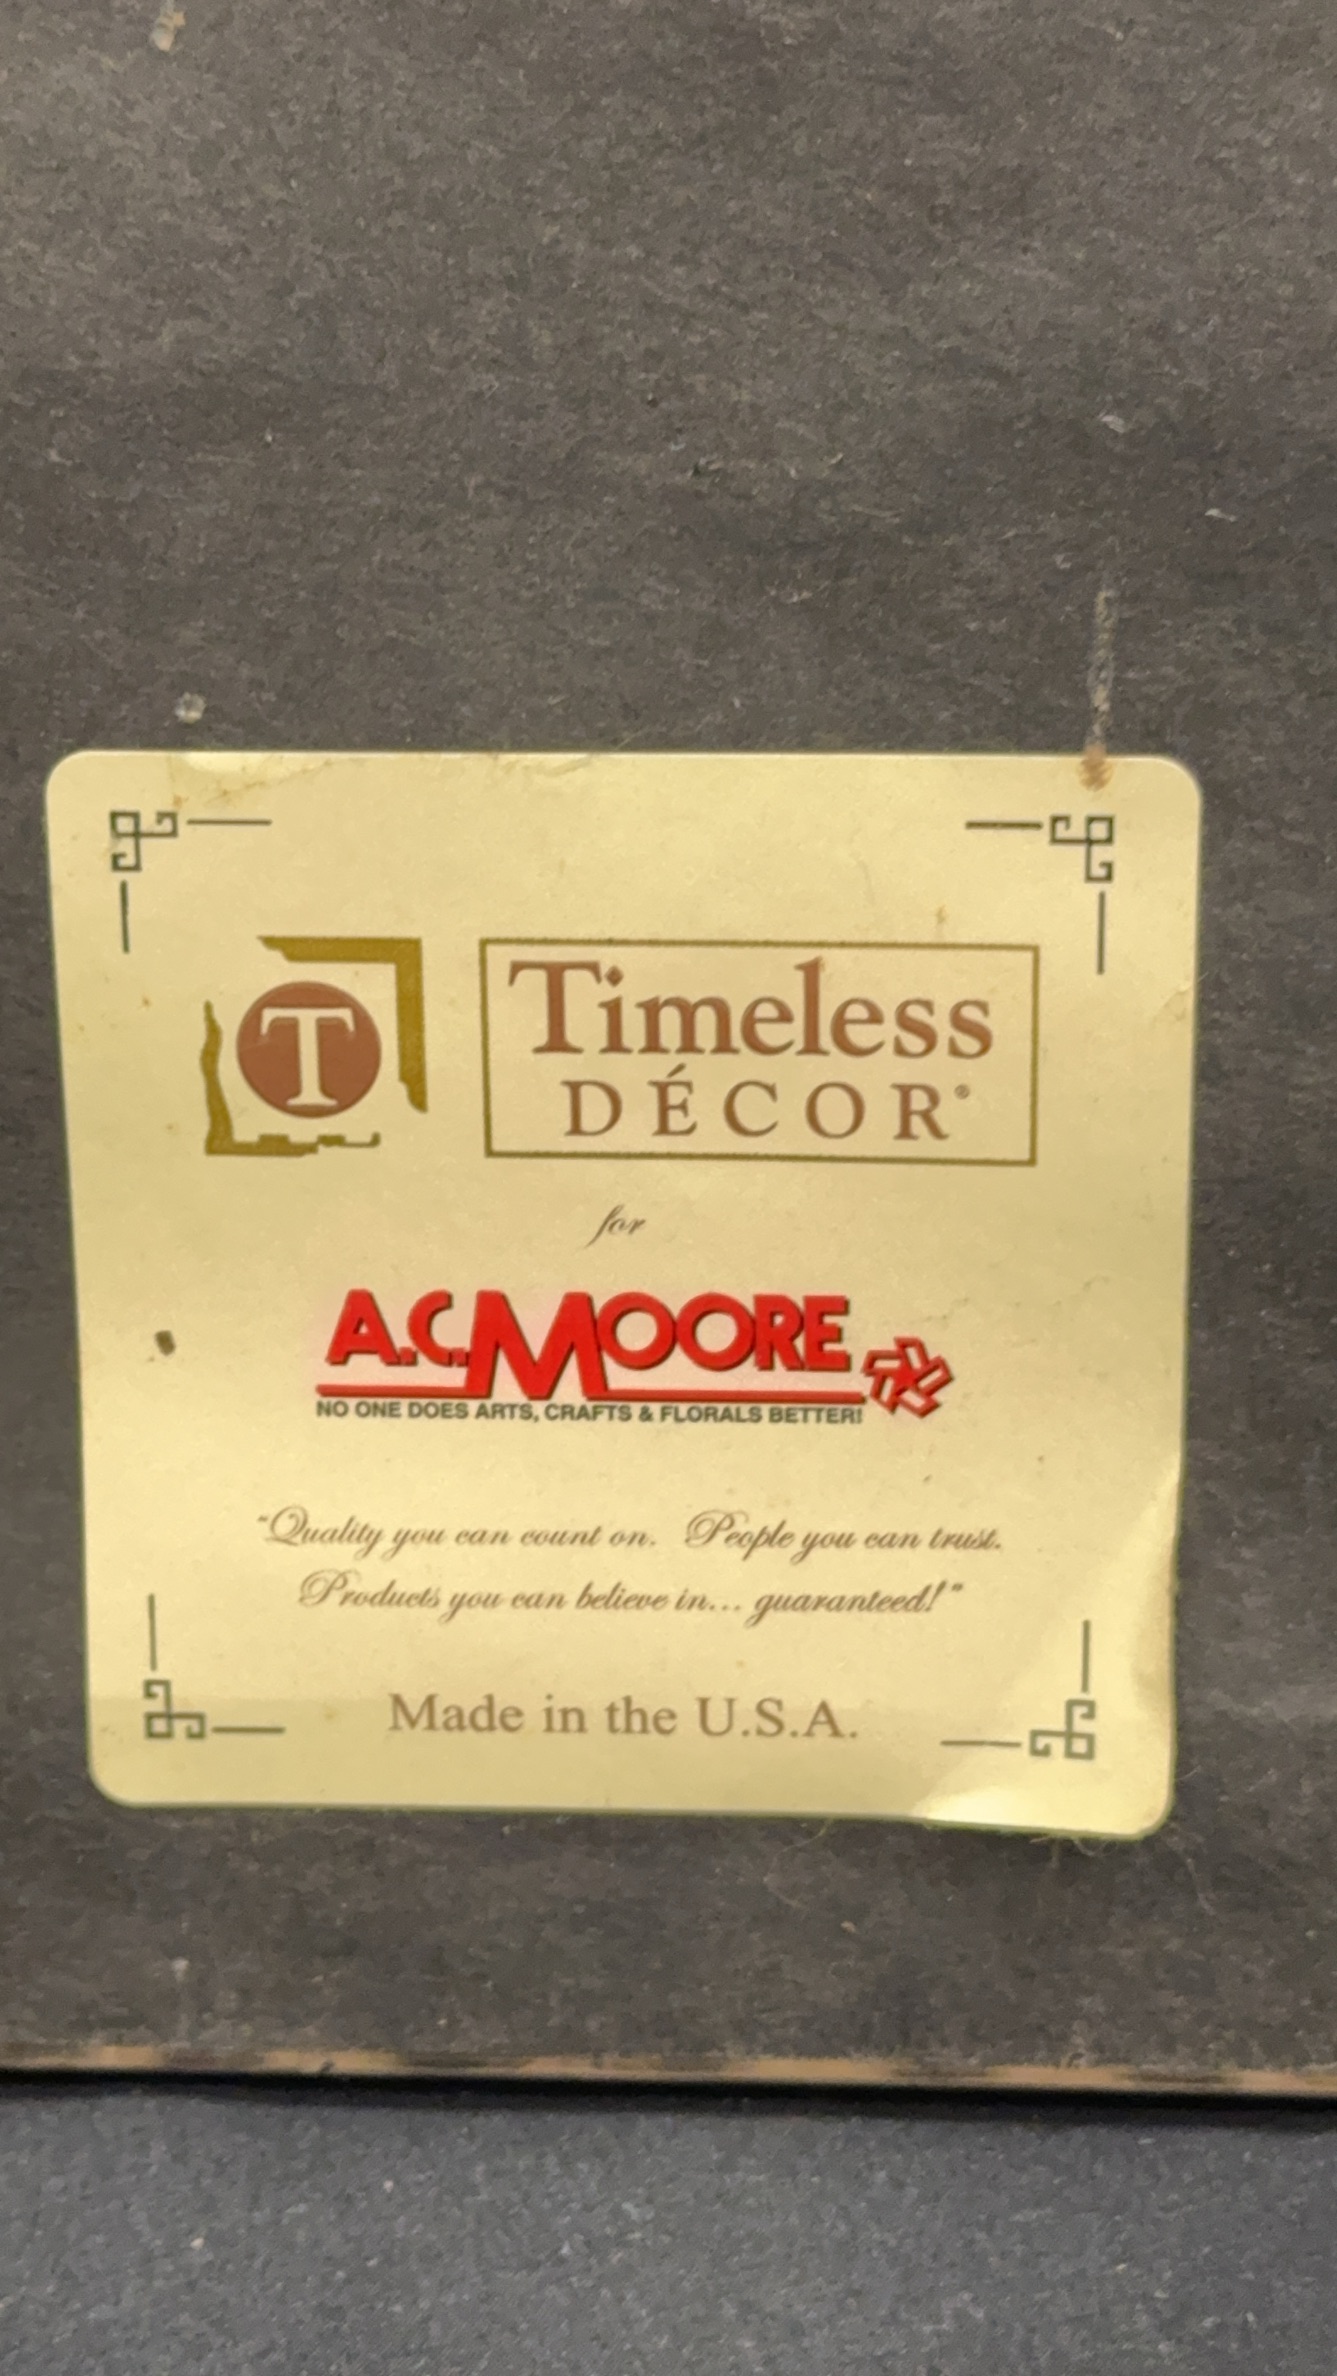 T
Timeless
DÉCOR®
for
A.C.MOORE
NO ONE DOES ARTS, CRAFTS & FLORALS BETTER!
"Quality you can count on. People you can trust.
Products you can believe in... guaranteed!"
Made in the U.S.A.